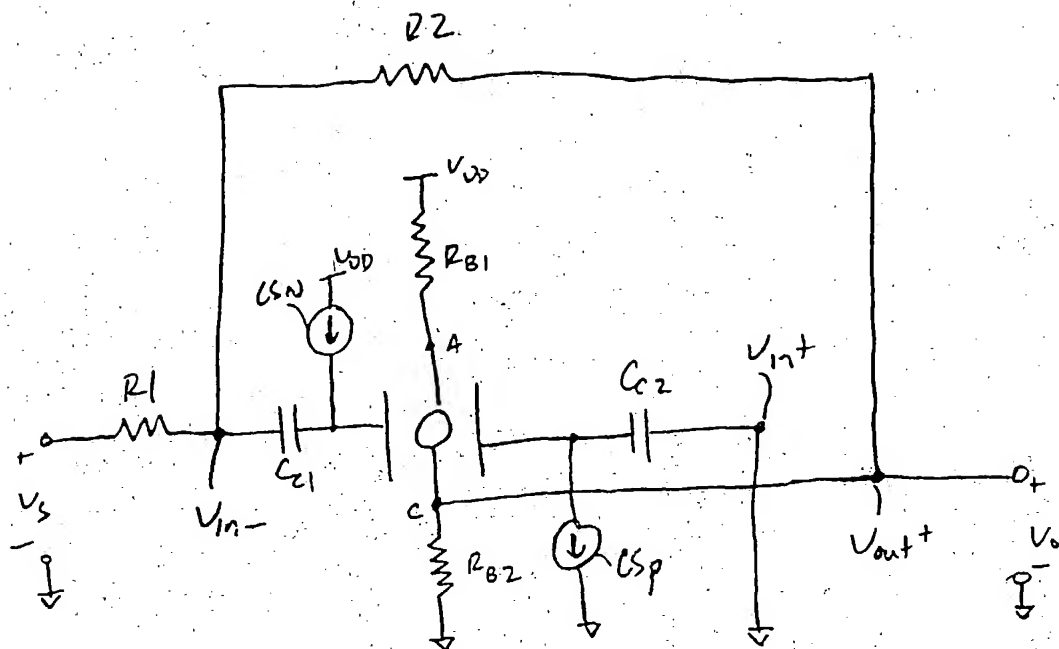 R2
VDD
RB1
VDD
CSN
A
Vin+
R1
CC2
+
CC1
+
Vs
C
Vin-
Vout+
Vo
-
RB2
CSp
-